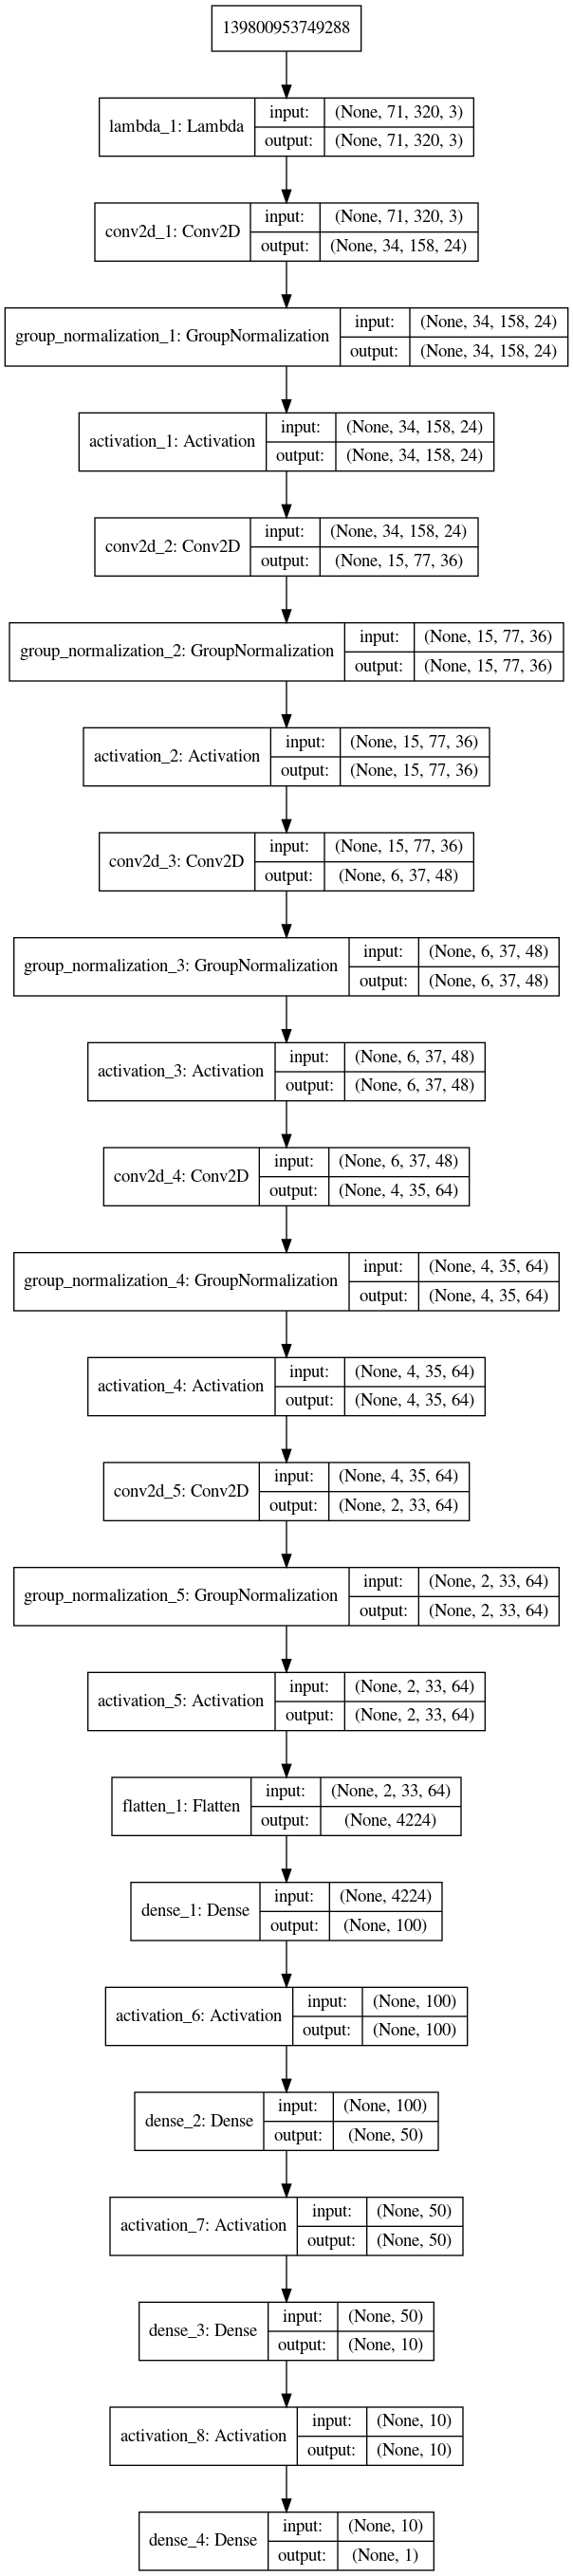 139800953749288
lambda_1: Lambda
input: (None, 71, 320, 3)
output: (None, 71, 320, 3)
conv2d_1: Conv2D
input: (None, 71, 320, 3)
output: (None, 34, 158, 24)
group_normalization_1: GroupNormalization
input: (None, 34, 158, 24)
output: (None, 34, 158, 24)
activation_1: Activation
input: (None, 34, 158, 24)
output: (None, 34, 158, 24)
conv2d_2: Conv2D
input: (None, 34, 158, 24)
output: (None, 15, 77, 36)
group_normalization_2: GroupNormalization
input: (None, 15, 77, 36)
output: (None, 15, 77, 36)
activation_2: Activation
input: (None, 15, 77, 36)
output: (None, 15, 77, 36)
conv2d_3: Conv2D
input: (None, 15, 77, 36)
output: (None, 6, 37, 48)
group_normalization_3: GroupNormalization
input: (None, 6, 37, 48)
output: (None, 6, 37, 48)
activation_3: Activation
input: (None, 6, 37, 48)
output: (None, 6, 37, 48)
conv2d_4: Conv2D
input: (None, 6, 37, 48)
output: (None, 4, 35, 64)
group_normalization_4: GroupNormalization
input: (None, 4, 35, 64)
output: (None, 4, 35, 64)
activation_4: Activation
input: (None, 4, 35, 64)
output: (None, 4, 35, 64)
conv2d_5: Conv2D
input: (None, 4, 35, 64)
output: (None, 2, 33, 64)
group_normalization_5: GroupNormalization
input: (None, 2, 33, 64)
output: (None, 2, 33, 64)
activation_5: Activation
input: (None, 2, 33, 64)
output: (None, 2, 33, 64)
flatten_1: Flatten
input: (None, 2, 33, 64)
output: (None, 4224)
dense_1: Dense
input: (None, 4224)
output: (None, 100)
activation_6: Activation
input: (None, 100)
output: (None, 100)
dense_2: Dense
input: (None, 100)
output: (None, 50)
activation_7: Activation
input: (None, 50)
output: (None, 50)
dense_3: Dense
input: (None, 50)
output: (None, 10)
activation_8: Activation
input: (None, 10)
output: (None, 10)
dense_4: Dense
input: (None, 10)
output: (None, 1)